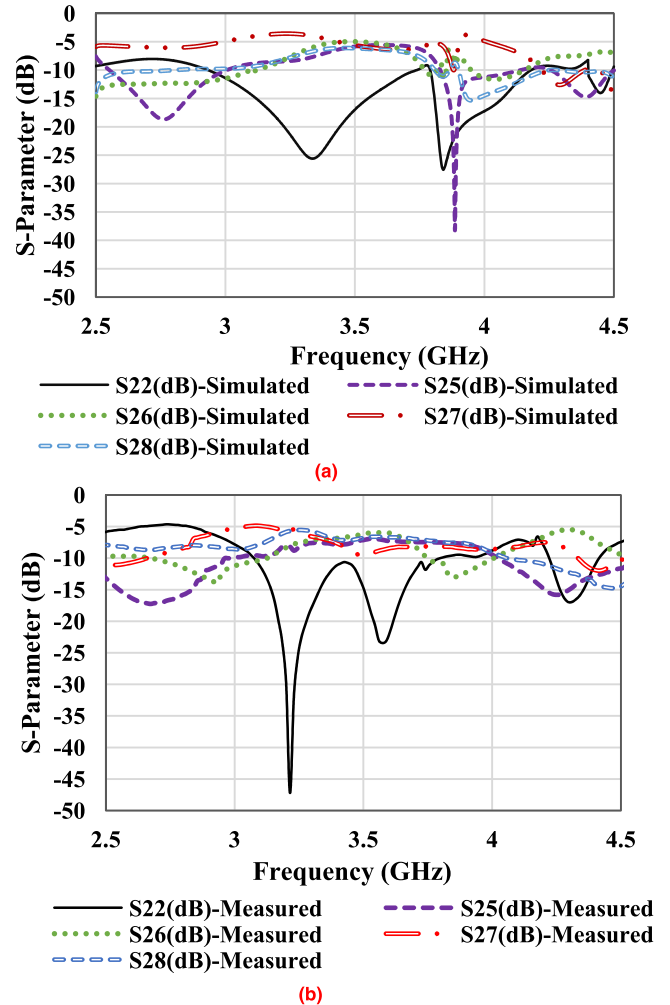 0
-5
-10
-15
-20
-25
-30
-35
-40
-45
-50
S-Parameter (dB)
2.5 3 3.5 4 4.5
Frequency (GHz)
S22(dB)-Simulated S25(dB)-Simulated
S26(dB)-Simulated S27(dB)-Simulated
S28(dB)-Simulated
(a)
0
-5
-10
-15
-20
-25
-30
-35
-40
-45
-50
S-Parameter (dB)
2.5 3 3.5 4 4.5
Frequency (GHz)
S22(dB)-Measured S25(dB)-Measured
S26(dB)-Measured S27(dB)-Measured
S28(dB)-Measured
(b)